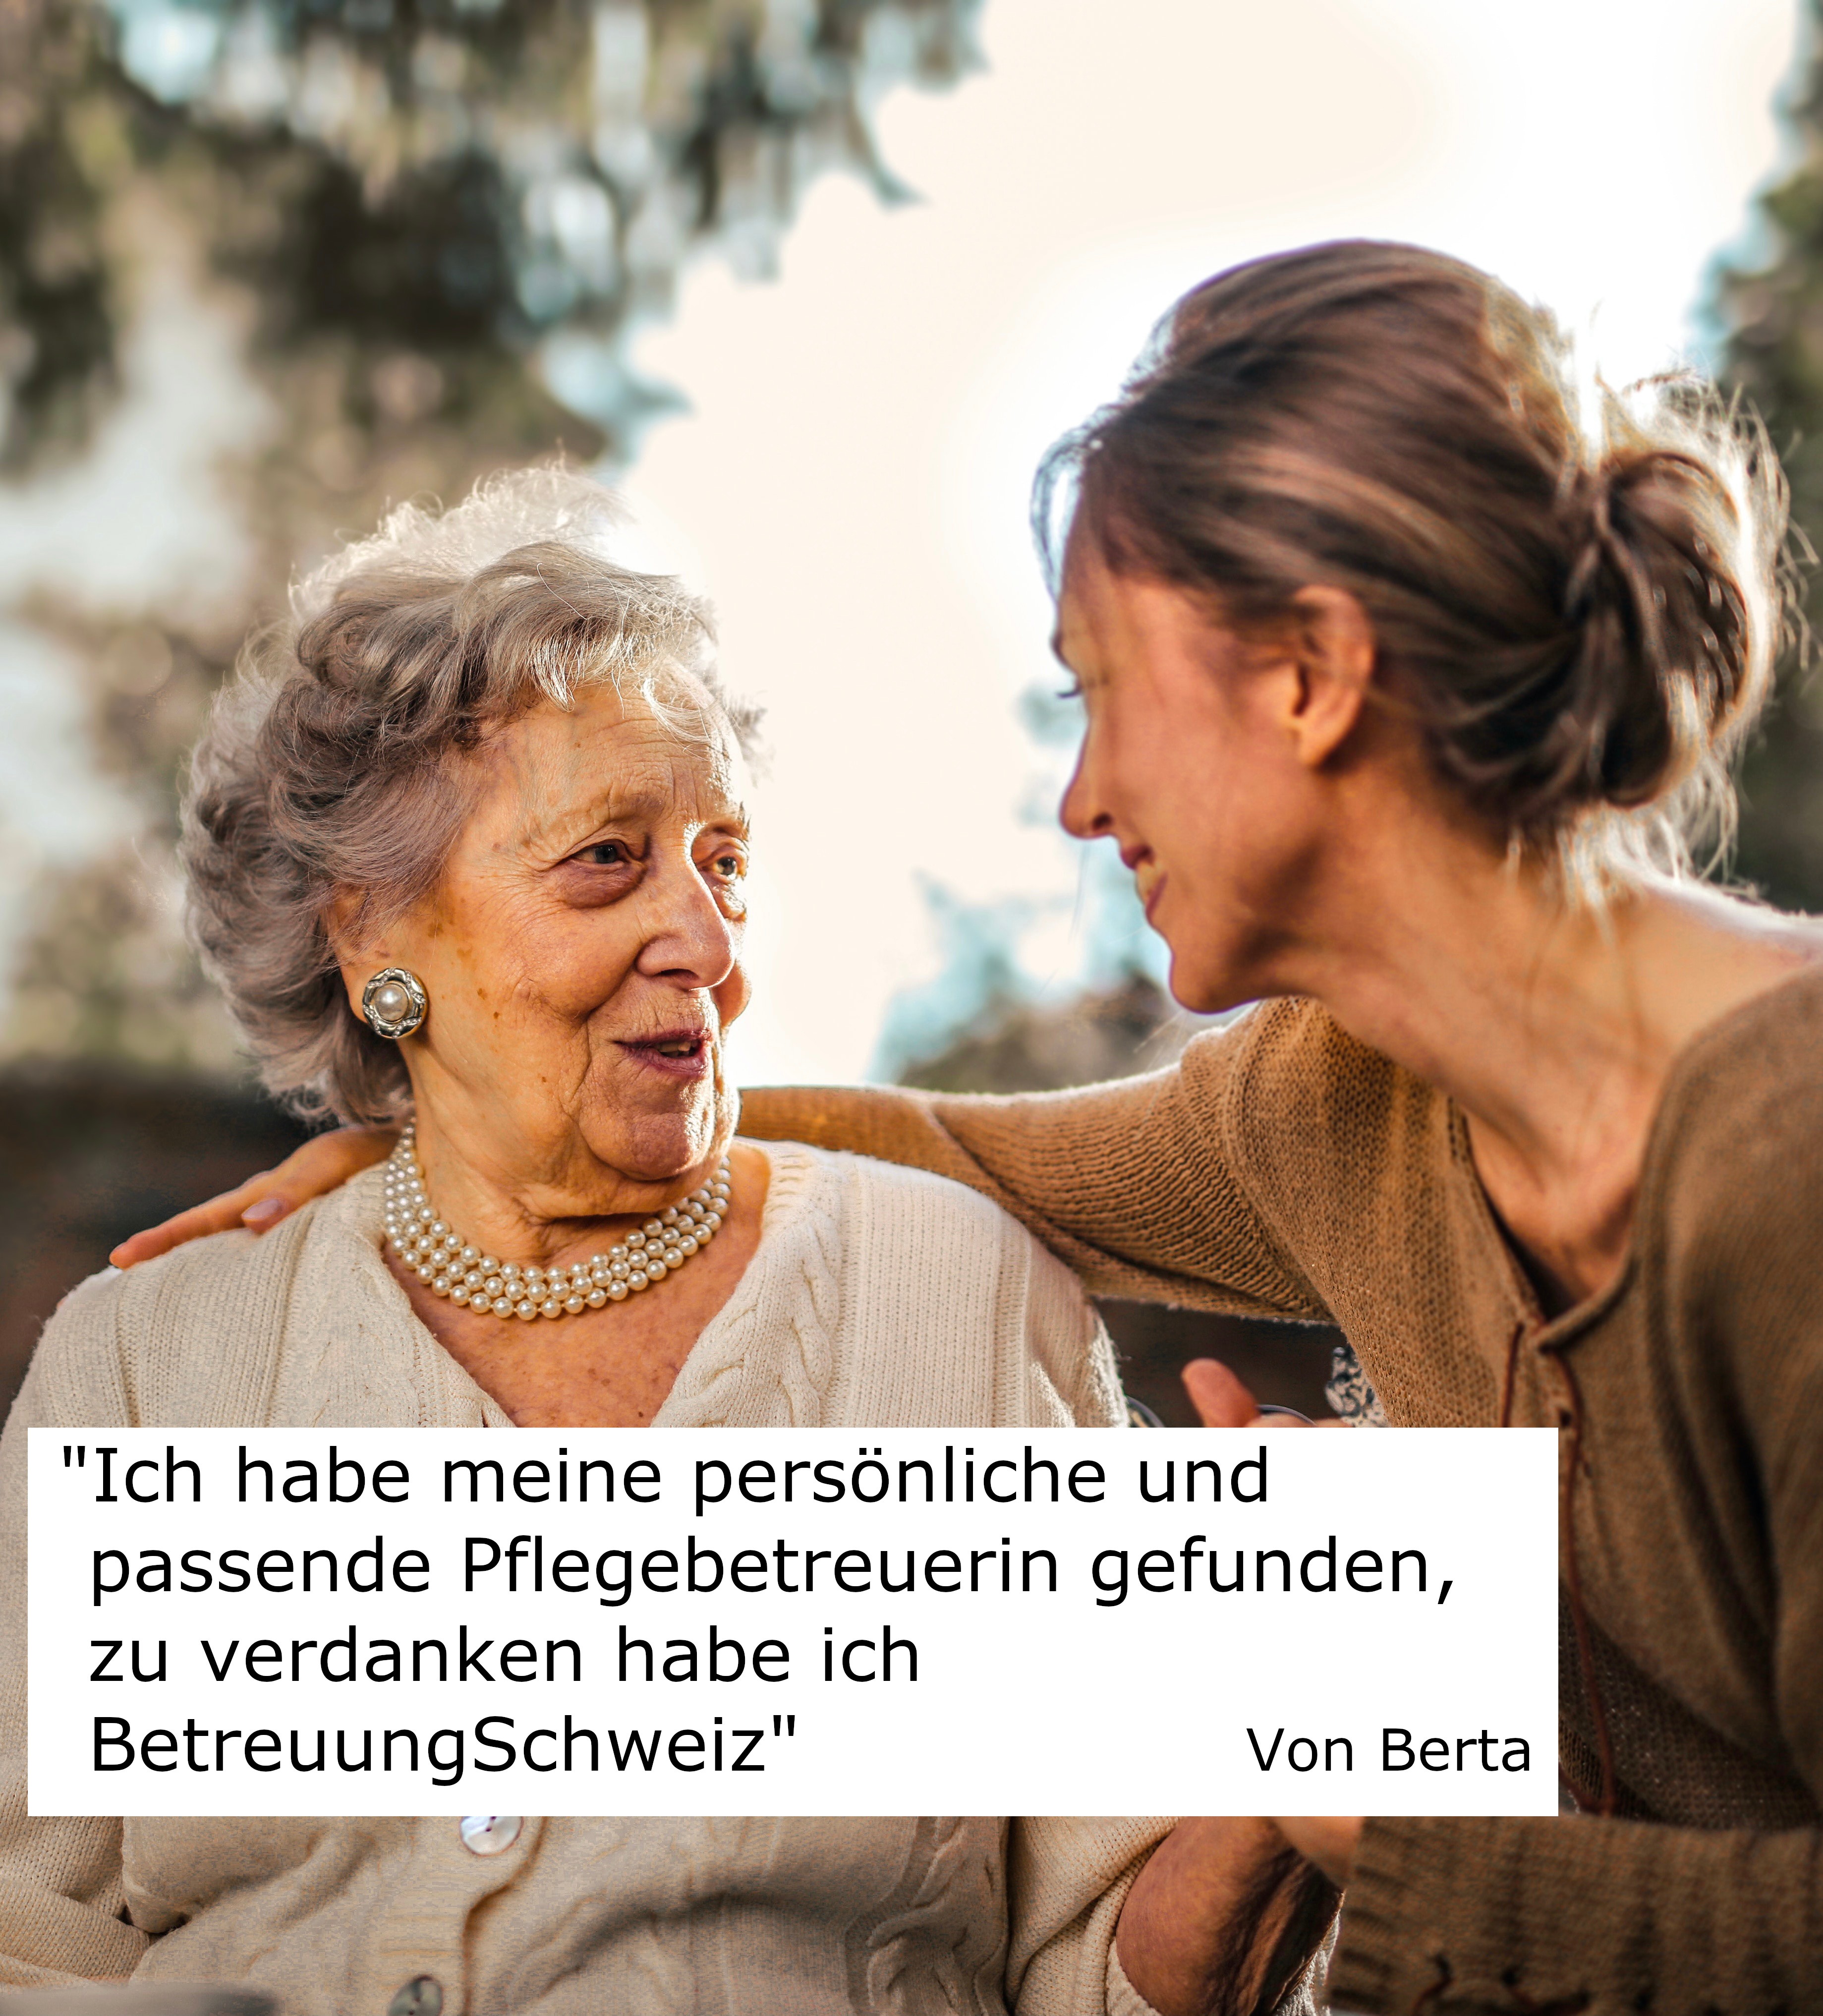 "Ich habe meine persönliche und
passende Pflegebetreuerin gefunden,
zu verdanken habe ich
BetreuungSchweiz"
Von Berta